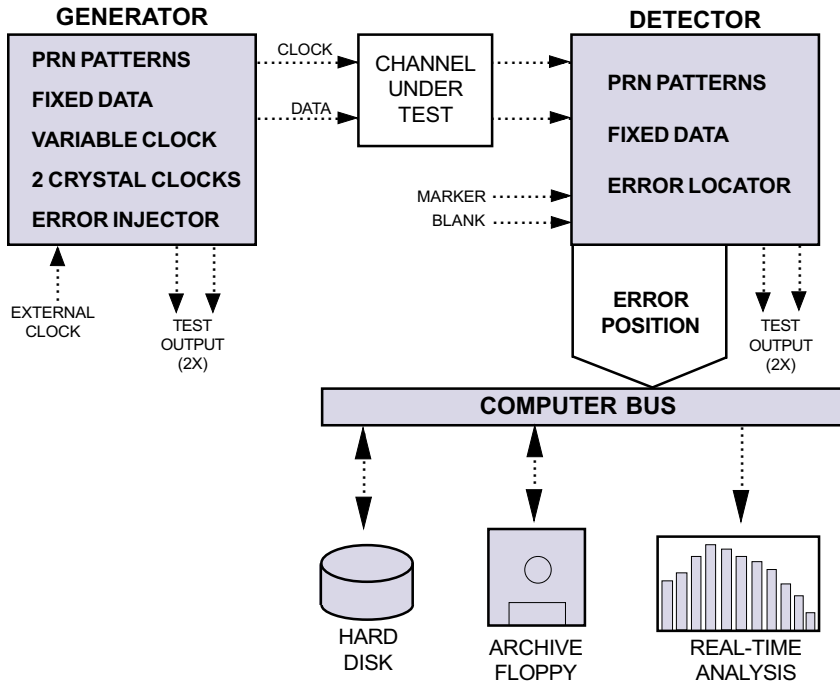 GENERATOR
PRN PATTERNS
FIXED DATA
VARIABLE CLOCK
2 CRYSTAL CLOCKS
ERROR INJECTOR
CLOCK
DATA
CHANNEL
UNDER
TEST
DETECTOR
PRN PATTERNS
FIXED DATA
ERROR LOCATOR
MARKER
BLANK
EXTERNAL
CLOCK
TEST
OUTPUT
(2X)
ERROR
POSITION
TEST
OUTPUT
(2X)
COMPUTER BUS
HARD
DISK
ARCHIVE
FLOPPY
REAL-TIME
ANALYSIS